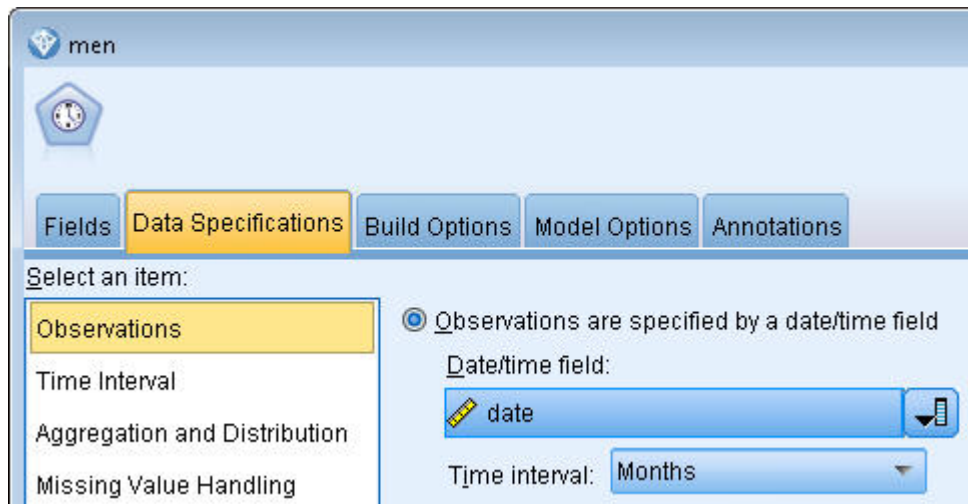 men
Fields Data Specifications Build Options Model Options Annotations
Select an item:
Observations
Time Interval
Aggregation and Distribution
Missing Value Handling
Observations are specified by a date/time field
Date/time field:
date
Time interval: Months